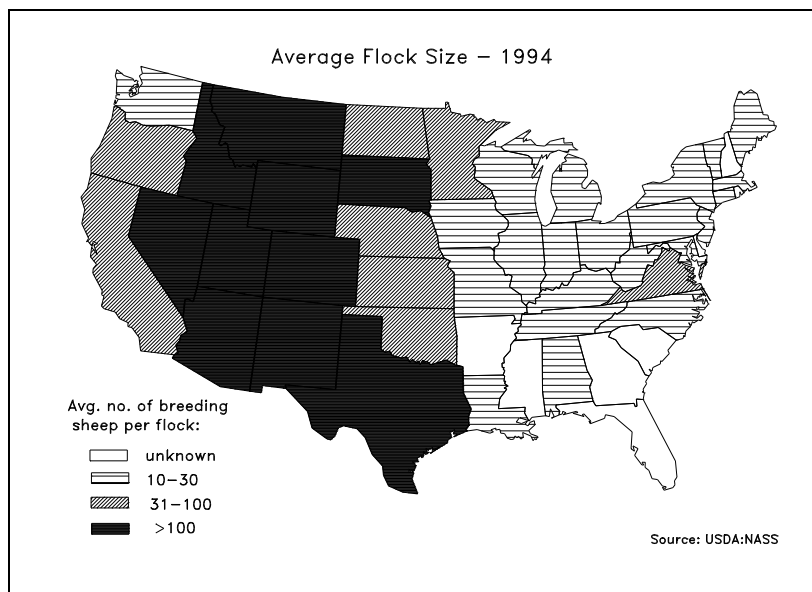 Average Flock Size – 1994
Avg. no. of breeding
sheep per flock:
unknown
10–30
31–100
>100
Source: USDA:NASS